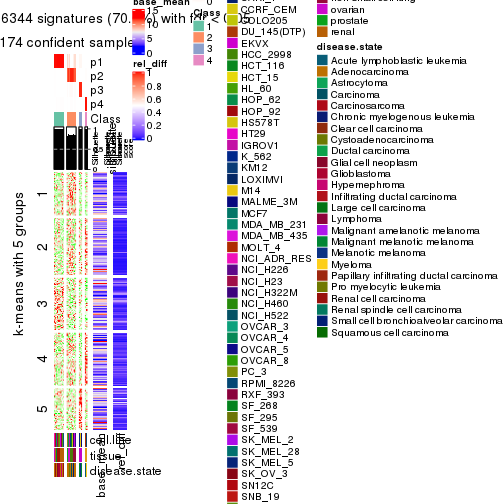 6344 signatures (70.
) with fdr < 0.05
174 confident samples
p1
p2
p3
p4
Class
1
2
3
4
5
k-means with 5 groups
cell.line
tissue
disease.state
base_mean
rel_diff
base_mean
15
10
5
0
rel_diff
1
0.8
0.6
0.4
0.2
0
Class
1
2
3
4
CCRF_CEM
COLO205
DU_145(DTP)
EKVX
HCC_2998
HCT_116
HCT_15
HL_60
HOP_62
HOP_92
HS578T
HT29
IGROV1
K_562
KM12
LOXIMVI
M14
MALME_3M
MCF7
MDA_MB_231
MDA_MB_435
MOLT_4
NCI_ADR_RES
NCI_H226
NCI_H23
NCI_H322M
NCI_H460
NCI_H522
OVCAR_3
OVCAR_4
OVCAR_5
OVCAR_8
PC_3
RPMI_8226
RXF_393
SF_268
SF_295
SF_539
SK_MEL_2
SK_MEL_28
SK_MEL_5
SK_OV_3
SN12C
SNB_19
ovarian
prostate
renal
disease.state
Acute lymphoblastic leukemia
Adenocarcinoma
Astrocytoma
Carcinoma
Carcinosarcoma
Chronic myelogenous leukemia
Clear cell carcinoma
Cystoadenocarcinoma
Ductal carcinoma
Glial cell neoplasm
Glioblastoma
Hypernephroma
Infiltrating ductal carcinoma
Large cell carcinoma
Lymphoma
Malignant amelanotic melanoma
Malignant melanotic melanoma
Melanotic melanoma
Myeloma
Papillary infiltrating ductal carcinoma
Pro myelocytic leukemia
Renal cell carcinoma
Renal spindle cell carcinoma
Small cell bronchioalveolar carcinoma
Squamous cell carcinoma